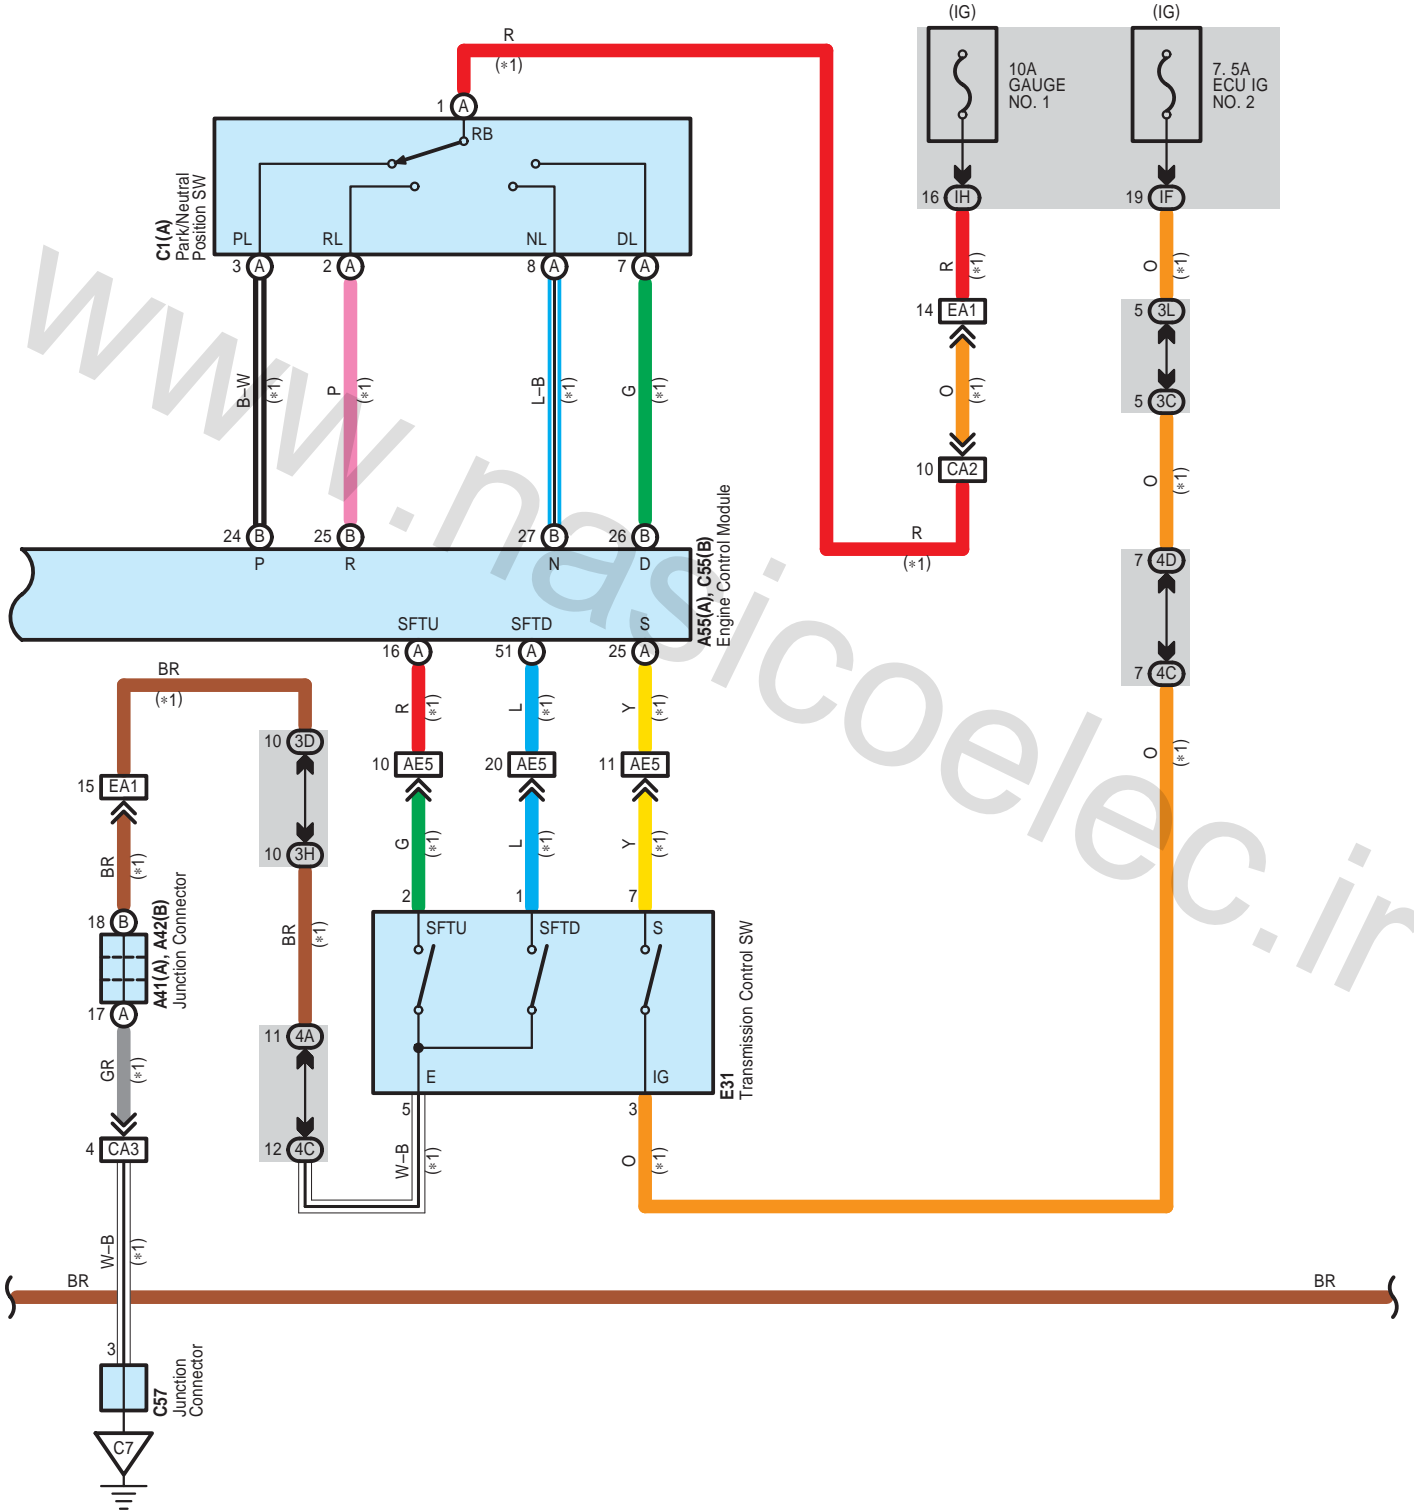 (IG)
(IG)
R
(*1)
10A
GAUGE
NO. 1
7. 5A
ECU IG
NO. 2
1 A
RB
16 IH
19 IF
C1(A)
Park/Neutral
Position SW
PL
RL
NL
DL
3 A
2 A
8 A
7 A
R
(*1)
O
(*1)
14 EA1
5 3L
B–W
(*1)
P
(*1)
L–B
(*1)
G
(*1)
O
(*1)
5 3C
10 CA2
O
(*1)
24 B
25 B
27 B
26 B
R
(*1)
7 4D
P
R
N
D
A55(A), C55(B)
Engine Control Module
SFTU
SFTD
S
16 A
51 A
25 A
7 4C
BR
(*1)
R
(*1)
L
(*1)
Y
(*1)
O
(*1)
10 3D
10 AE5
20 AE5
11 AE5
15 EA1
10 3H
G
(*1)
L
(*1)
Y
(*1)
BR
(*1)
2
1
7
18 B
SFTU
SFTD
S
BR
(*1)
A41(A), A42(B)
Junction Connector
17 A
11 4A
GR
(*1)
E
IG
E31
Transmission Control SW
5
3
4 CA3
12 4C
W–B
(*1)
O
(*1)
W–B
(*1)
BR
BR
3
C57
Junction
Connector
C7
www.nasicoelec.ir